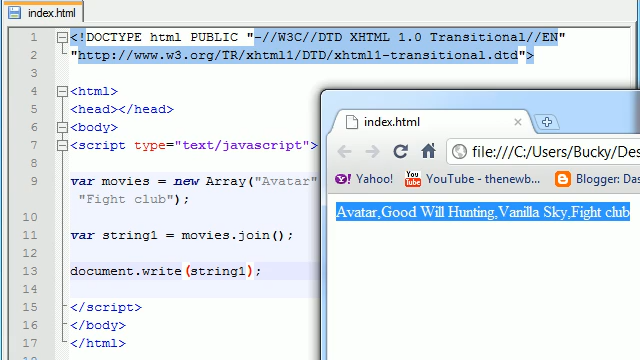 index.html
1 <!DOCTYPE html PUBLIC "-//W3C//DTD XHTML 1.0 Transitional//EN"
2 "http://www.w3.org/TR/xhtml1/DTD/xhtml1-transitional.dtd">
3
4 <html>
5 <head></head>
6 <body>
7 <script type="text/javascript">
8
9 var movies = new Array("Avatar"
"Fight club");
10
11 var string1 = movies.join();
12
13 document.write(string1);
14
15 </script>
16 </body>
17 </html>
index.html
file:///C:/Users/Bucky/Des
Yahoo! YouTube - thenewb... Blogger: Das
Avatar,Good Will Hunting,Vanilla Sky,Fight club